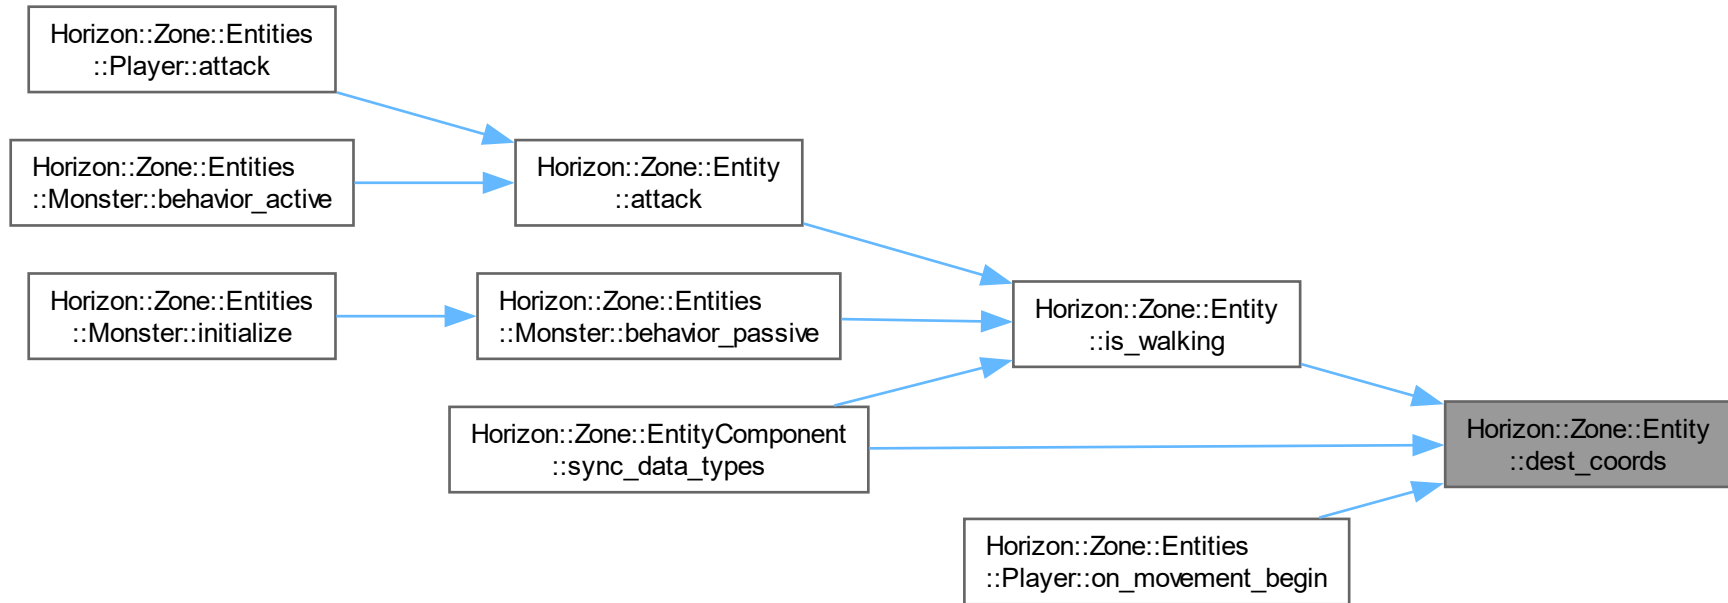 Horizon::Zone::Entities
::Player::attack
Horizon::Zone::Entities
::Monster::behavior_active
Horizon::Zone::Entity
::attack
Horizon::Zone::Entities
::Monster::initialize
Horizon::Zone::Entities
::Monster::behavior_passive
Horizon::Zone::Entity
::is_walking
Horizon::Zone::EntityComponent
::sync_data_types
Horizon::Zone::Entity
::dest_coords
Horizon::Zone::Entities
::Player::on_movement_begin